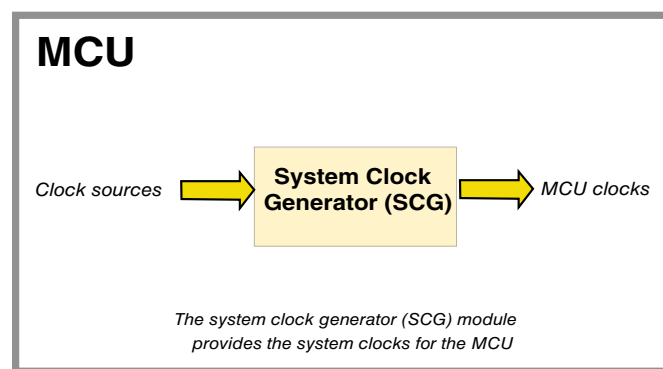 MCU
Clock sources
System Clock
Generator (SCG)
MCU clocks
The system clock generator (SCG) module
provides the system clocks for the MCU